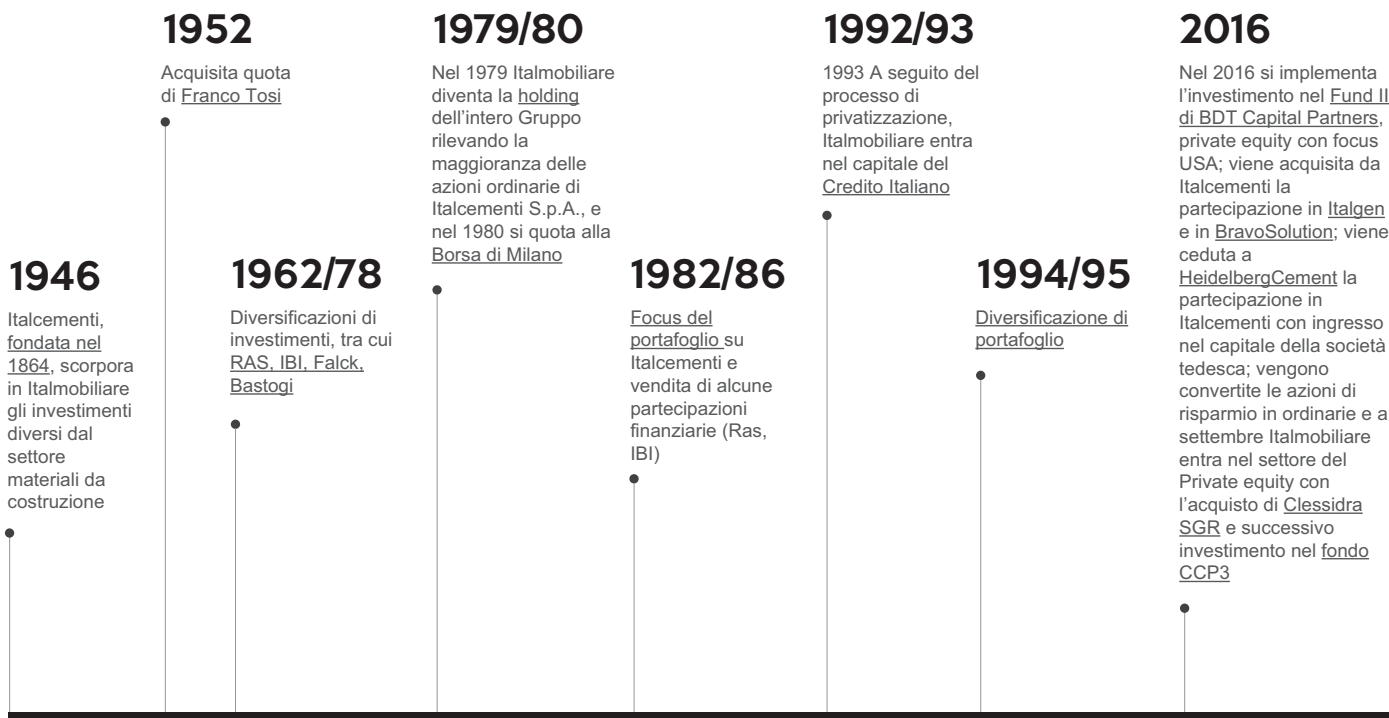 1952
Acquisita quota
di Franco Tosi
1979/80
Nel 1979 Italmobiliare
diventa la holding
dell'intero Gruppo
rilevando la
maggioranza delle
azioni ordinarie di
Italcementi S.p.A., e
nel 1980 si quota alla
Borsa di Milano
1992/93
1993 A seguito del
processo di
privatizzazione,
Italmobiliare entra
nel capitale del
Credito Italiano
2016
Nel 2016 si implementa
l'investimento nel Fund II
di BDT Capital Partners,
private equity con focus
USA; viene acquisita da
Italcementi la
partecipazione in Italgen
e in BravoSolution; viene
ceduta a
HeidelbergCement la
partecipazione in
Italcementi con ingresso
nel capitale della società
tedesca; vengono
convertite le azioni di
risparmio in ordinarie e a
settembre Italmobiliare
entra nel settore del
Private equity con
l'acquisto di Clessidra
SGR e successivo
investimento nel fondo
CCP3
1946
Italcementi,
fondata nel
1864, scorpora
in Italmobiliare
gli investimenti
diversi dal
settore
materiali da
costruzione
1962/78
Diversificazioni di
investimenti, tra cui
RAS, IBI, Falck,
Bastogi
1982/86
Focus del
portafoglio su
Italcementi e
vendita di alcune
partecipazioni
finanziarie (Ras,
IBI)
1994/95
Diversificazione di
portafoglio